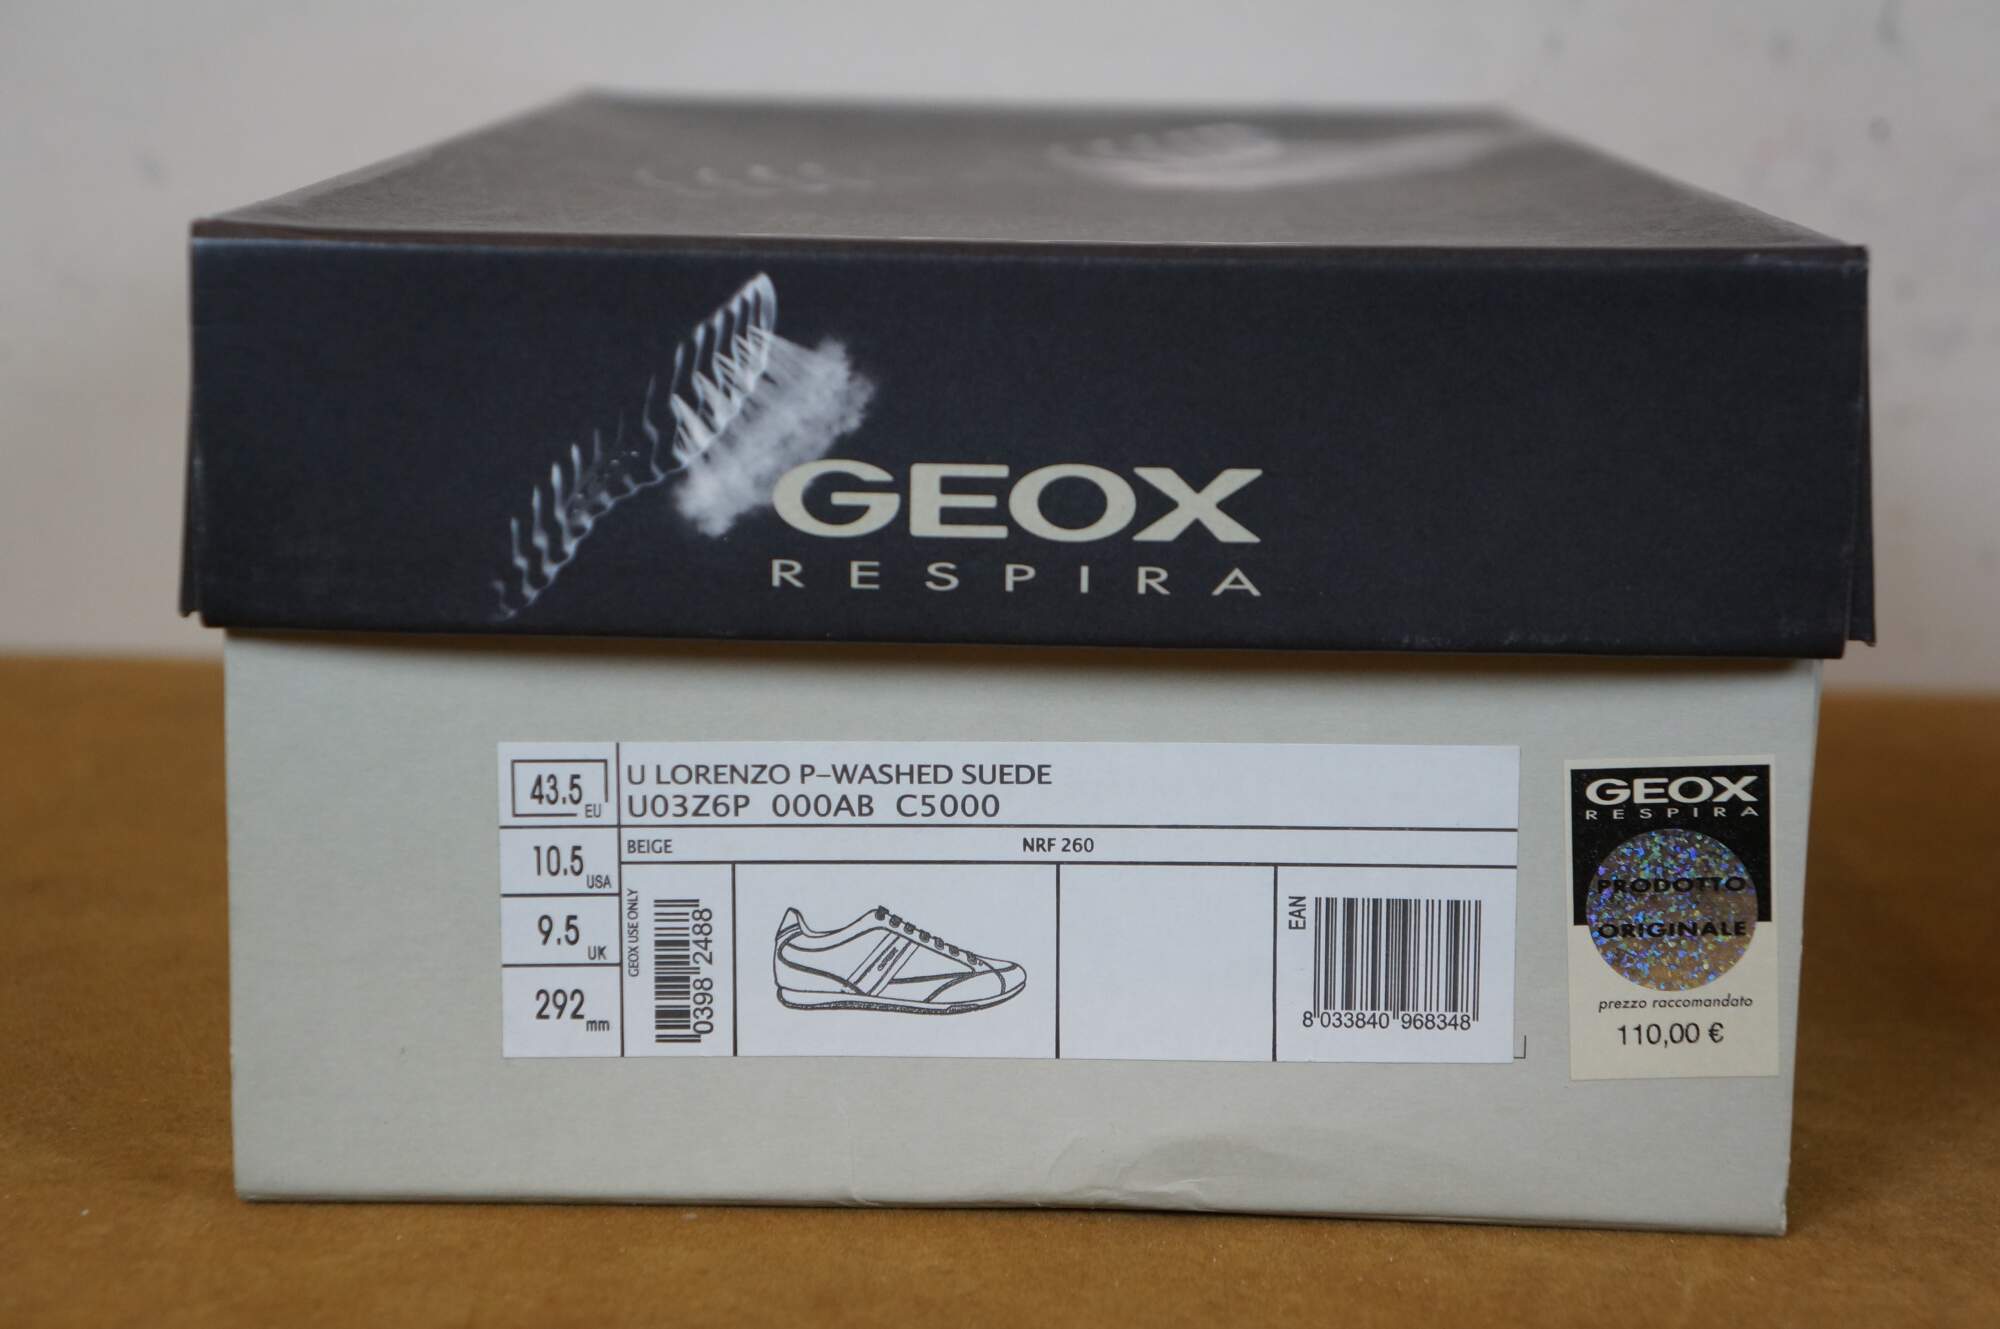 GEOX
RESPIRA
43.5 EU
10.5 USA
9.5 UK
292 mm
U LORENZO P-WASHED SUEDE
U03Z6P 000AB C5000
BEIGE NRF 260
GEOX USE ONLY
0398 22488
EAN
8 033840 968348
GEOX
RESPIRA
PRODOTTO
ORIGINALE
prezzo raccomandato
110,00 €